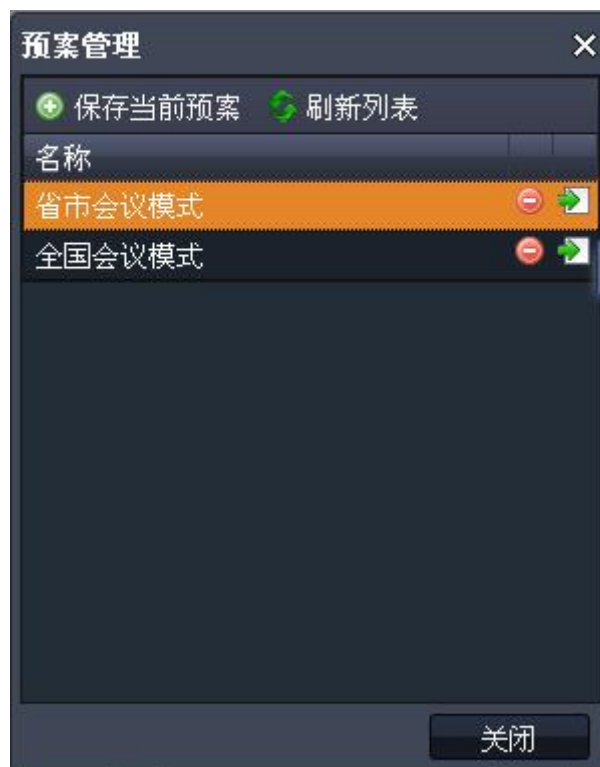 预案管理
保存当前预案 刷新列表
名称
省市会议模式
全国会议模式
关闭